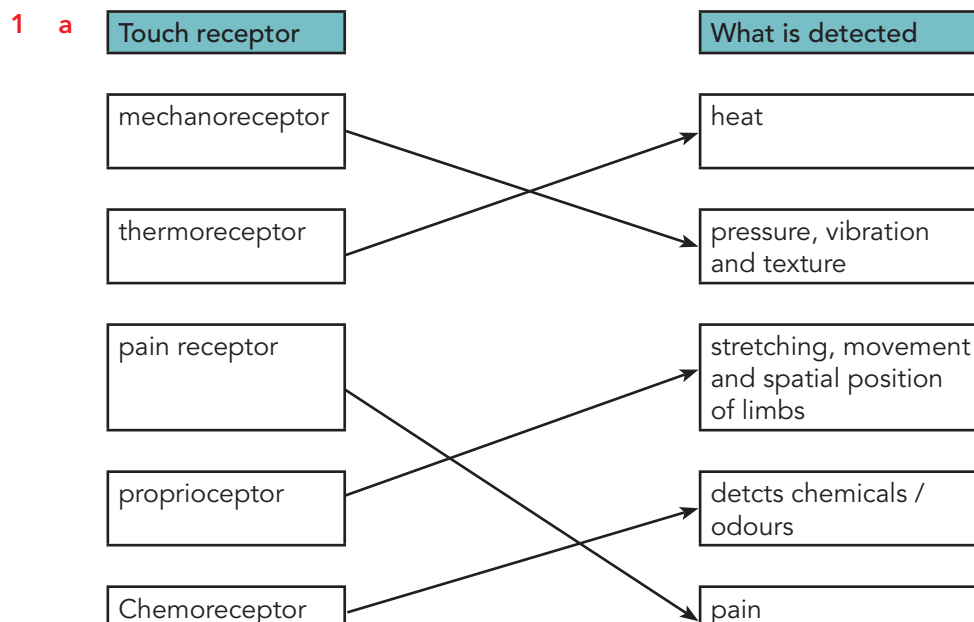 1 a
Touch receptor
What is detected
mechanoreceptor
heat
thermoreceptor
pressure, vibration
and texture
pain receptor
stretching, movement
and spatial position
of limbs
proprioceptor
detcts chemicals /
odours
Chemoreceptor
pain